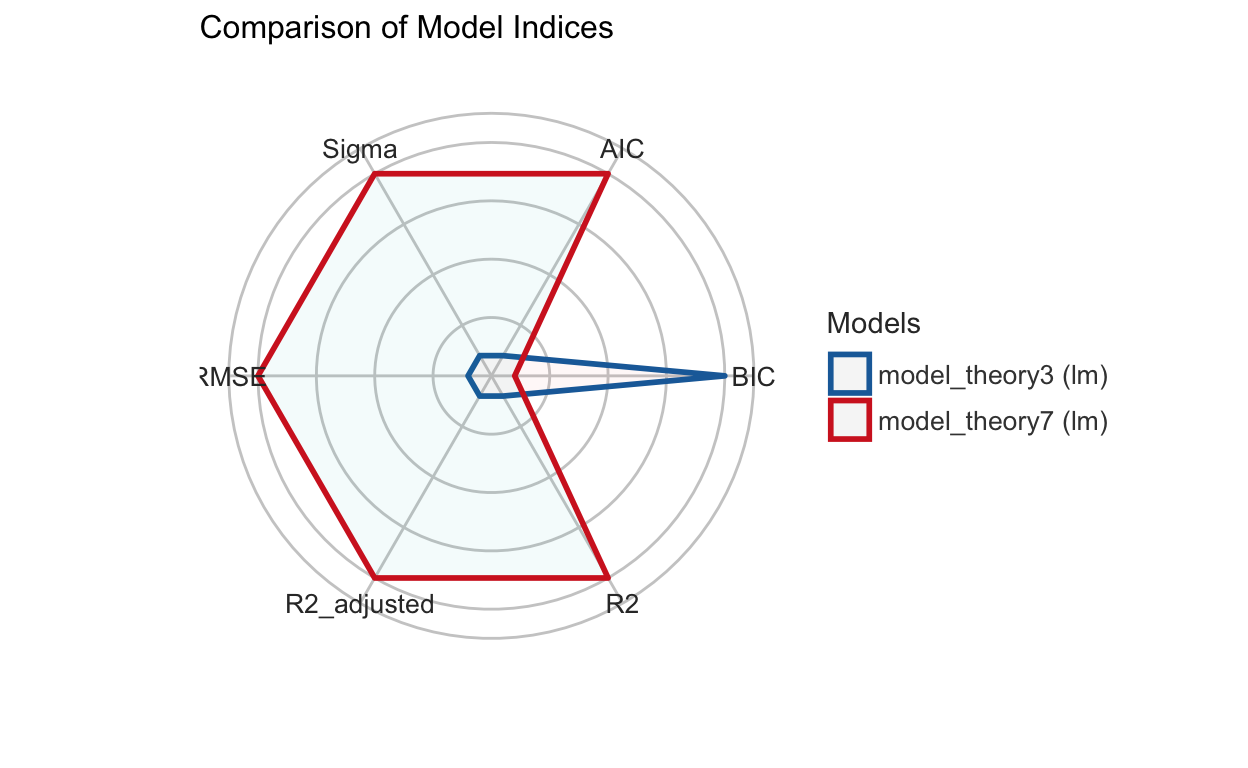 Comparison of Model Indices
Sigma
AIC
RMSE
BIC
R2_adjusted
R2
Models
model_theory3 (lm)
model_theory7 (lm)